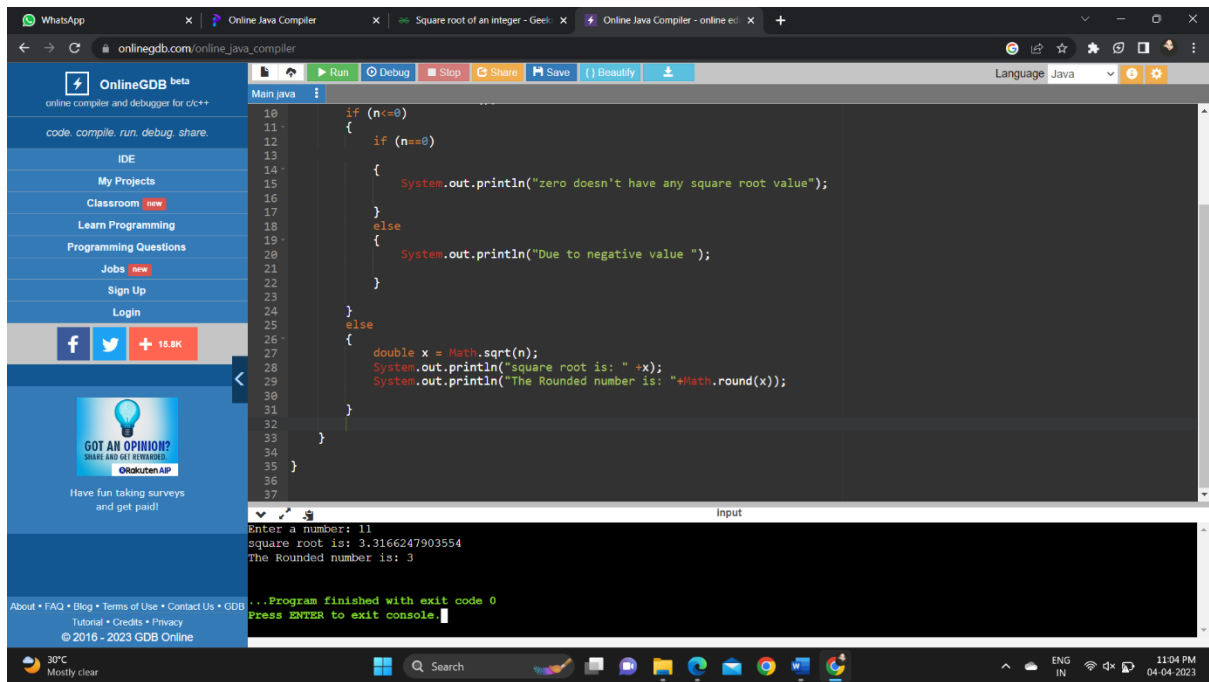 WhatsApp
Online Java Compiler
Square root of an integer - Geek
Online Java Compiler - online edi
onlinegdb.com/online_java_compiler
OnlineGDB beta
online compiler and debugger for c/c++
code. compile. run. debug. share.
IDE
My Projects
Classroom new
Learn Programming
Programming Questions
Jobs new
Sign Up
Login
15.8K
GOT AN OPINION?
SHARE AND GET REWARDED.
Rakuten AIP
Have fun taking surveys
and get paid!
About • FAQ • Blog • Terms of Use • Contact Us • GDB
Tutorial • Credits • Privacy
© 2016 - 2023 GDB Online
Run Debug Stop Share Save { } Beautify
Language Java
Main.java
10 if (n<=0)
11 {
12 if (n==0)
13
14 {
15 System.out.println("zero doesn't have any square root value");
16
17 }
18 else
19 {
20 System.out.println("Due to negative value ");
21
22 }
23
24 }
25 else
26 {
27 double x = Math.sqrt(n);
28 System.out.println("square root is: " +x);
29 System.out.println("The Rounded number is: "+Math.round(x));
30
31 }
32
33 }
34
35 }
36
37
input
Enter a number: 11
square root is: 3.3166247903554
The Rounded number is: 3
...Program finished with exit code 0
Press ENTER to exit console.
30°C
Mostly clear
Search
ENG
IN
11:04 PM
04-04-2023